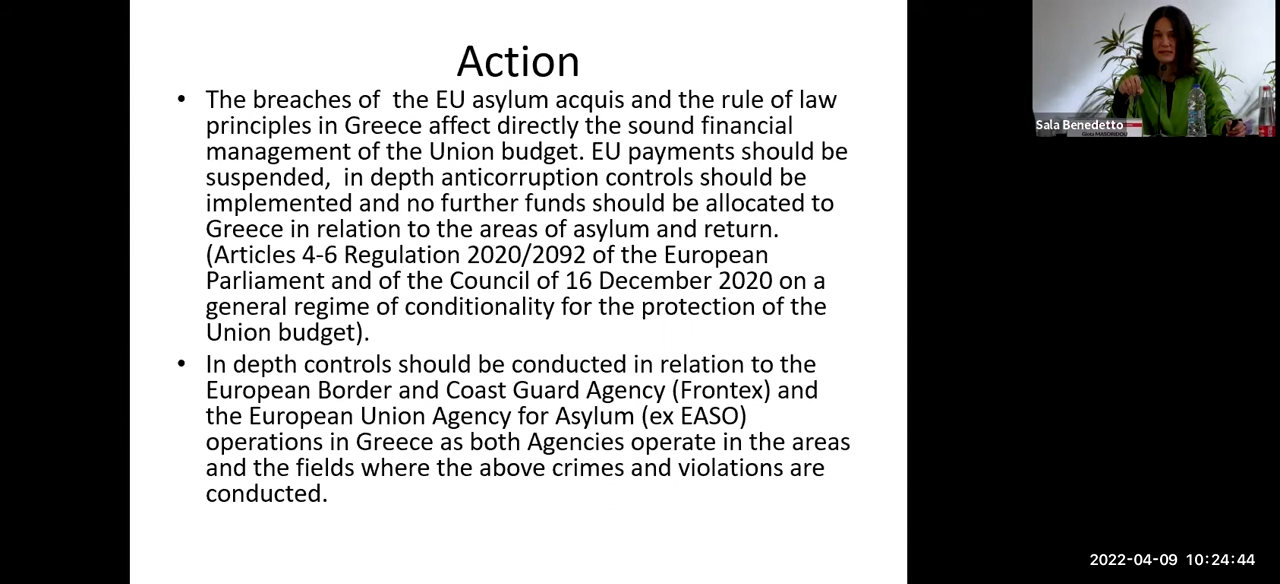 Action
• The breaches of  the EU asylum acquis and the rule of law
principles in Greece affect directly the sound financial
management of the Union budget. EU payments should be
suspended,  in depth anticorruption controls should be
implemented and no further funds should be allocated to
Greece in relation to the areas of asylum and return.
(Articles 4-6 Regulation 2020/2092 of the European
Parliament and of the Council of 16 December 2020 on a
general regime of conditionality for the protection of the
Union budget).
• In depth controls should be conducted in relation to the
European Border and Coast Guard Agency (Frontex) and
the European Union Agency for Asylum (ex EASO)
operations in Greece as both Agencies operate in the areas
and the fields where the above crimes and violations are
conducted.
Sala Benedetto
2022-04-09 10:24:44